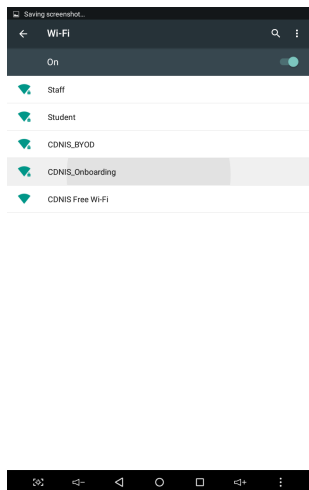 Saving screenshot...
Wi-Fi
On
Staff
Student
CDNIS_BYOD
CDNIS_Onboarding
CDNIS Free Wi-Fi